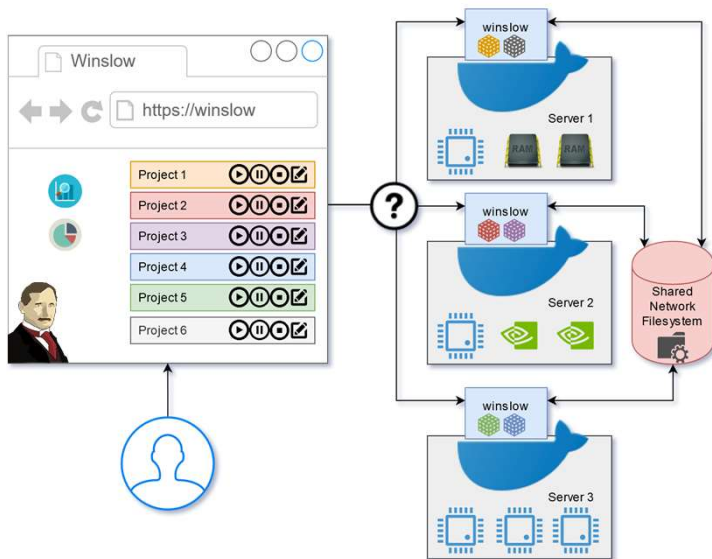 Winslow
https://winslow
Project 1
Project 2
Project 3
Project 4
Project 5
Project 6
?
winslow
Server 1
RAM
RAM
winslow
Server 2
Shared
Network
Filesystem
winslow
Server 3